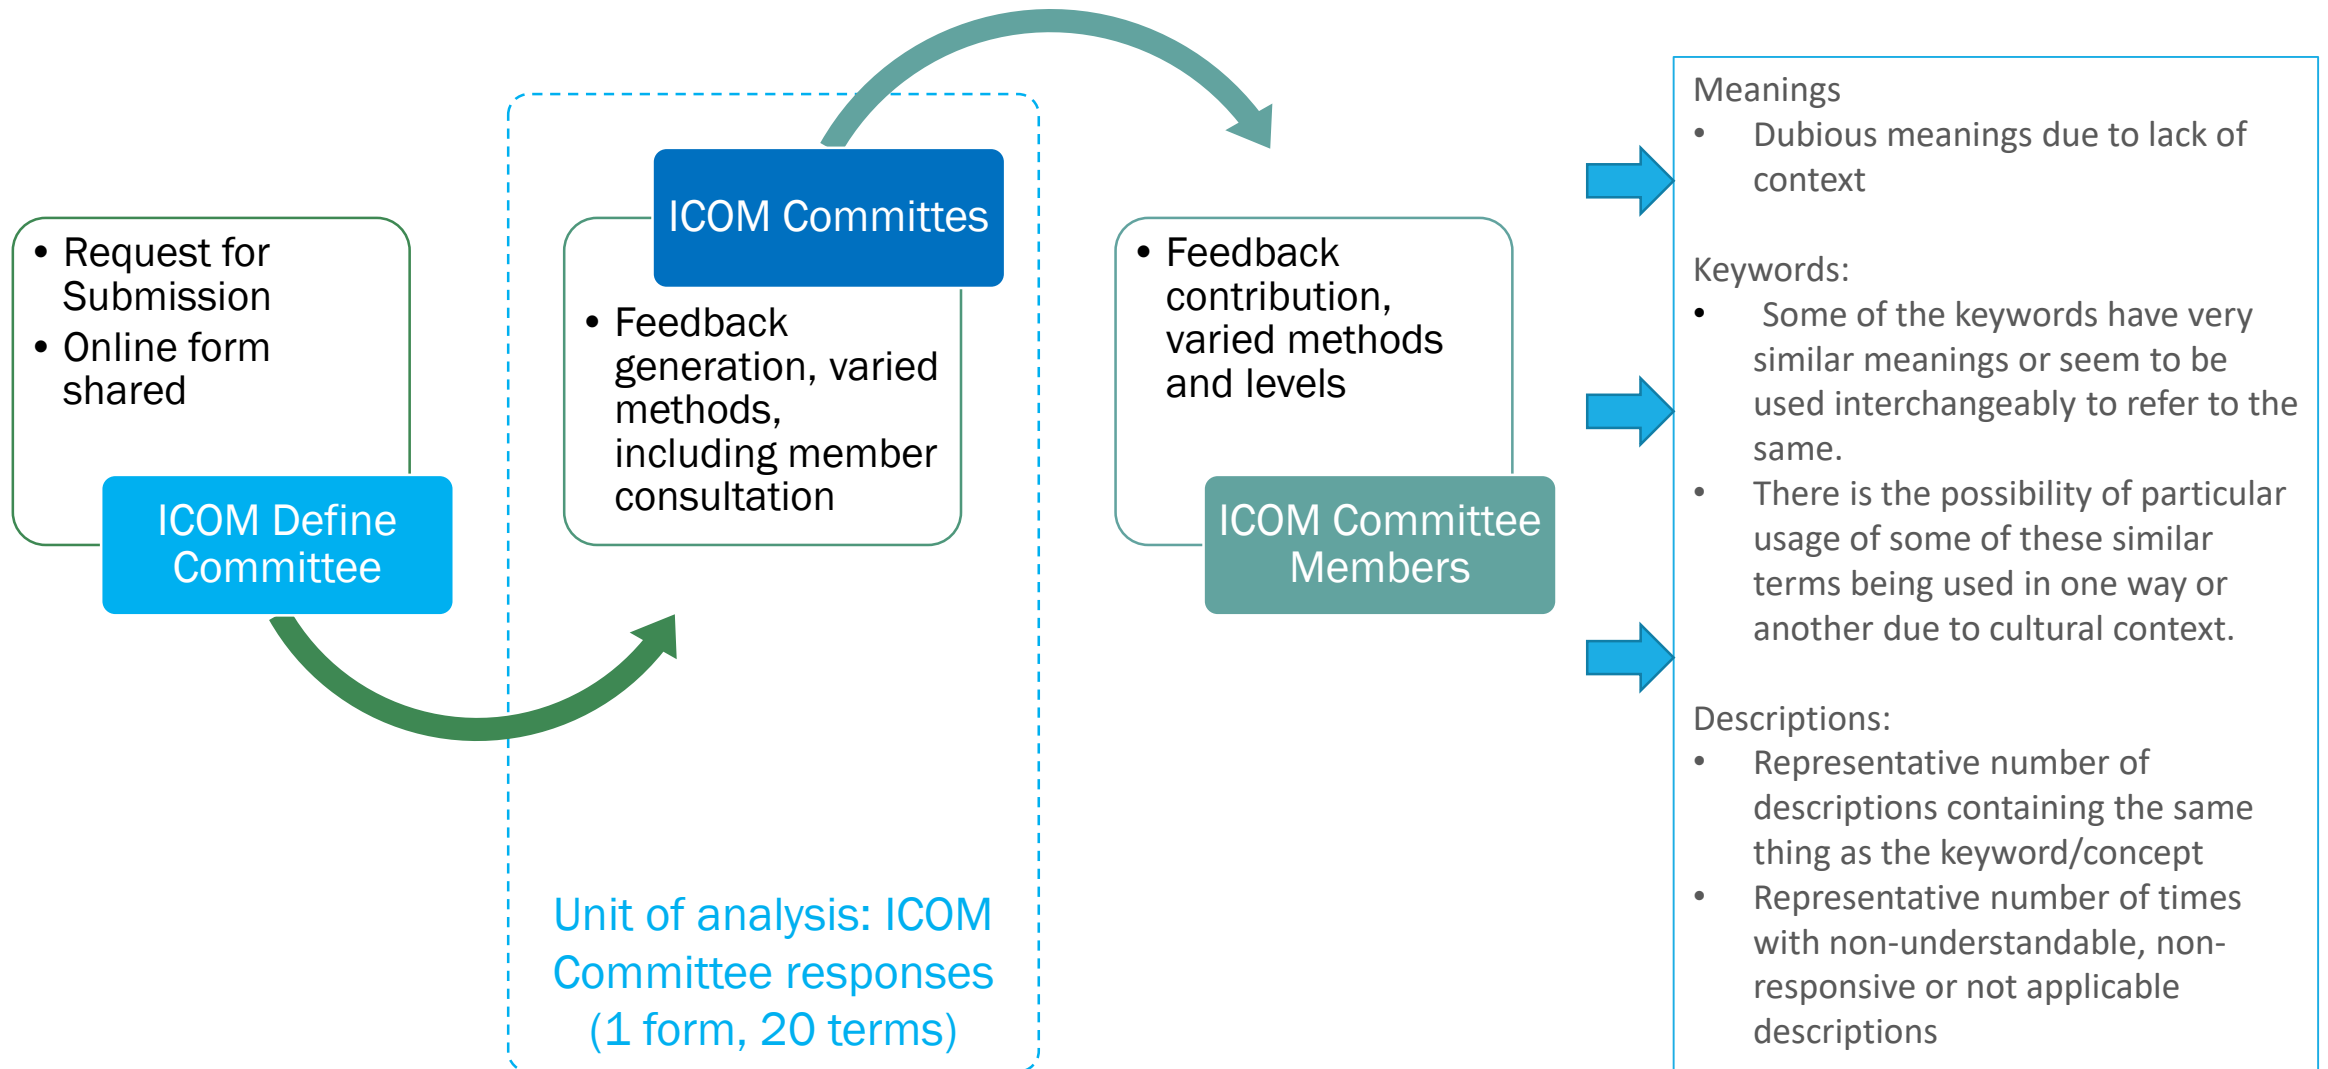 • Request for
Submission
• Online form
shared
ICOM Define
Committee
ICOM Committes
• Feedback
generation, varied
methods,
including member
consultation
Unit of analysis: ICOM
Committee responses
(1 form, 20 terms)
• Feedback
contribution,
varied methods
and levels
ICOM Committee
Members
Meanings
• Dubious meanings due to lack of
context
Keywords:
• Some of the keywords have very
similar meanings or seem to be
used interchangeably to refer to the
same.
• There is the possibility of particular
usage of some of these similar
terms being used in one way or
another due to cultural context.
Descriptions:
• Representative number of
descriptions containing the same
thing as the keyword/concept
• Representative number of times
with non-understandable, non-
responsive or not applicable
descriptions